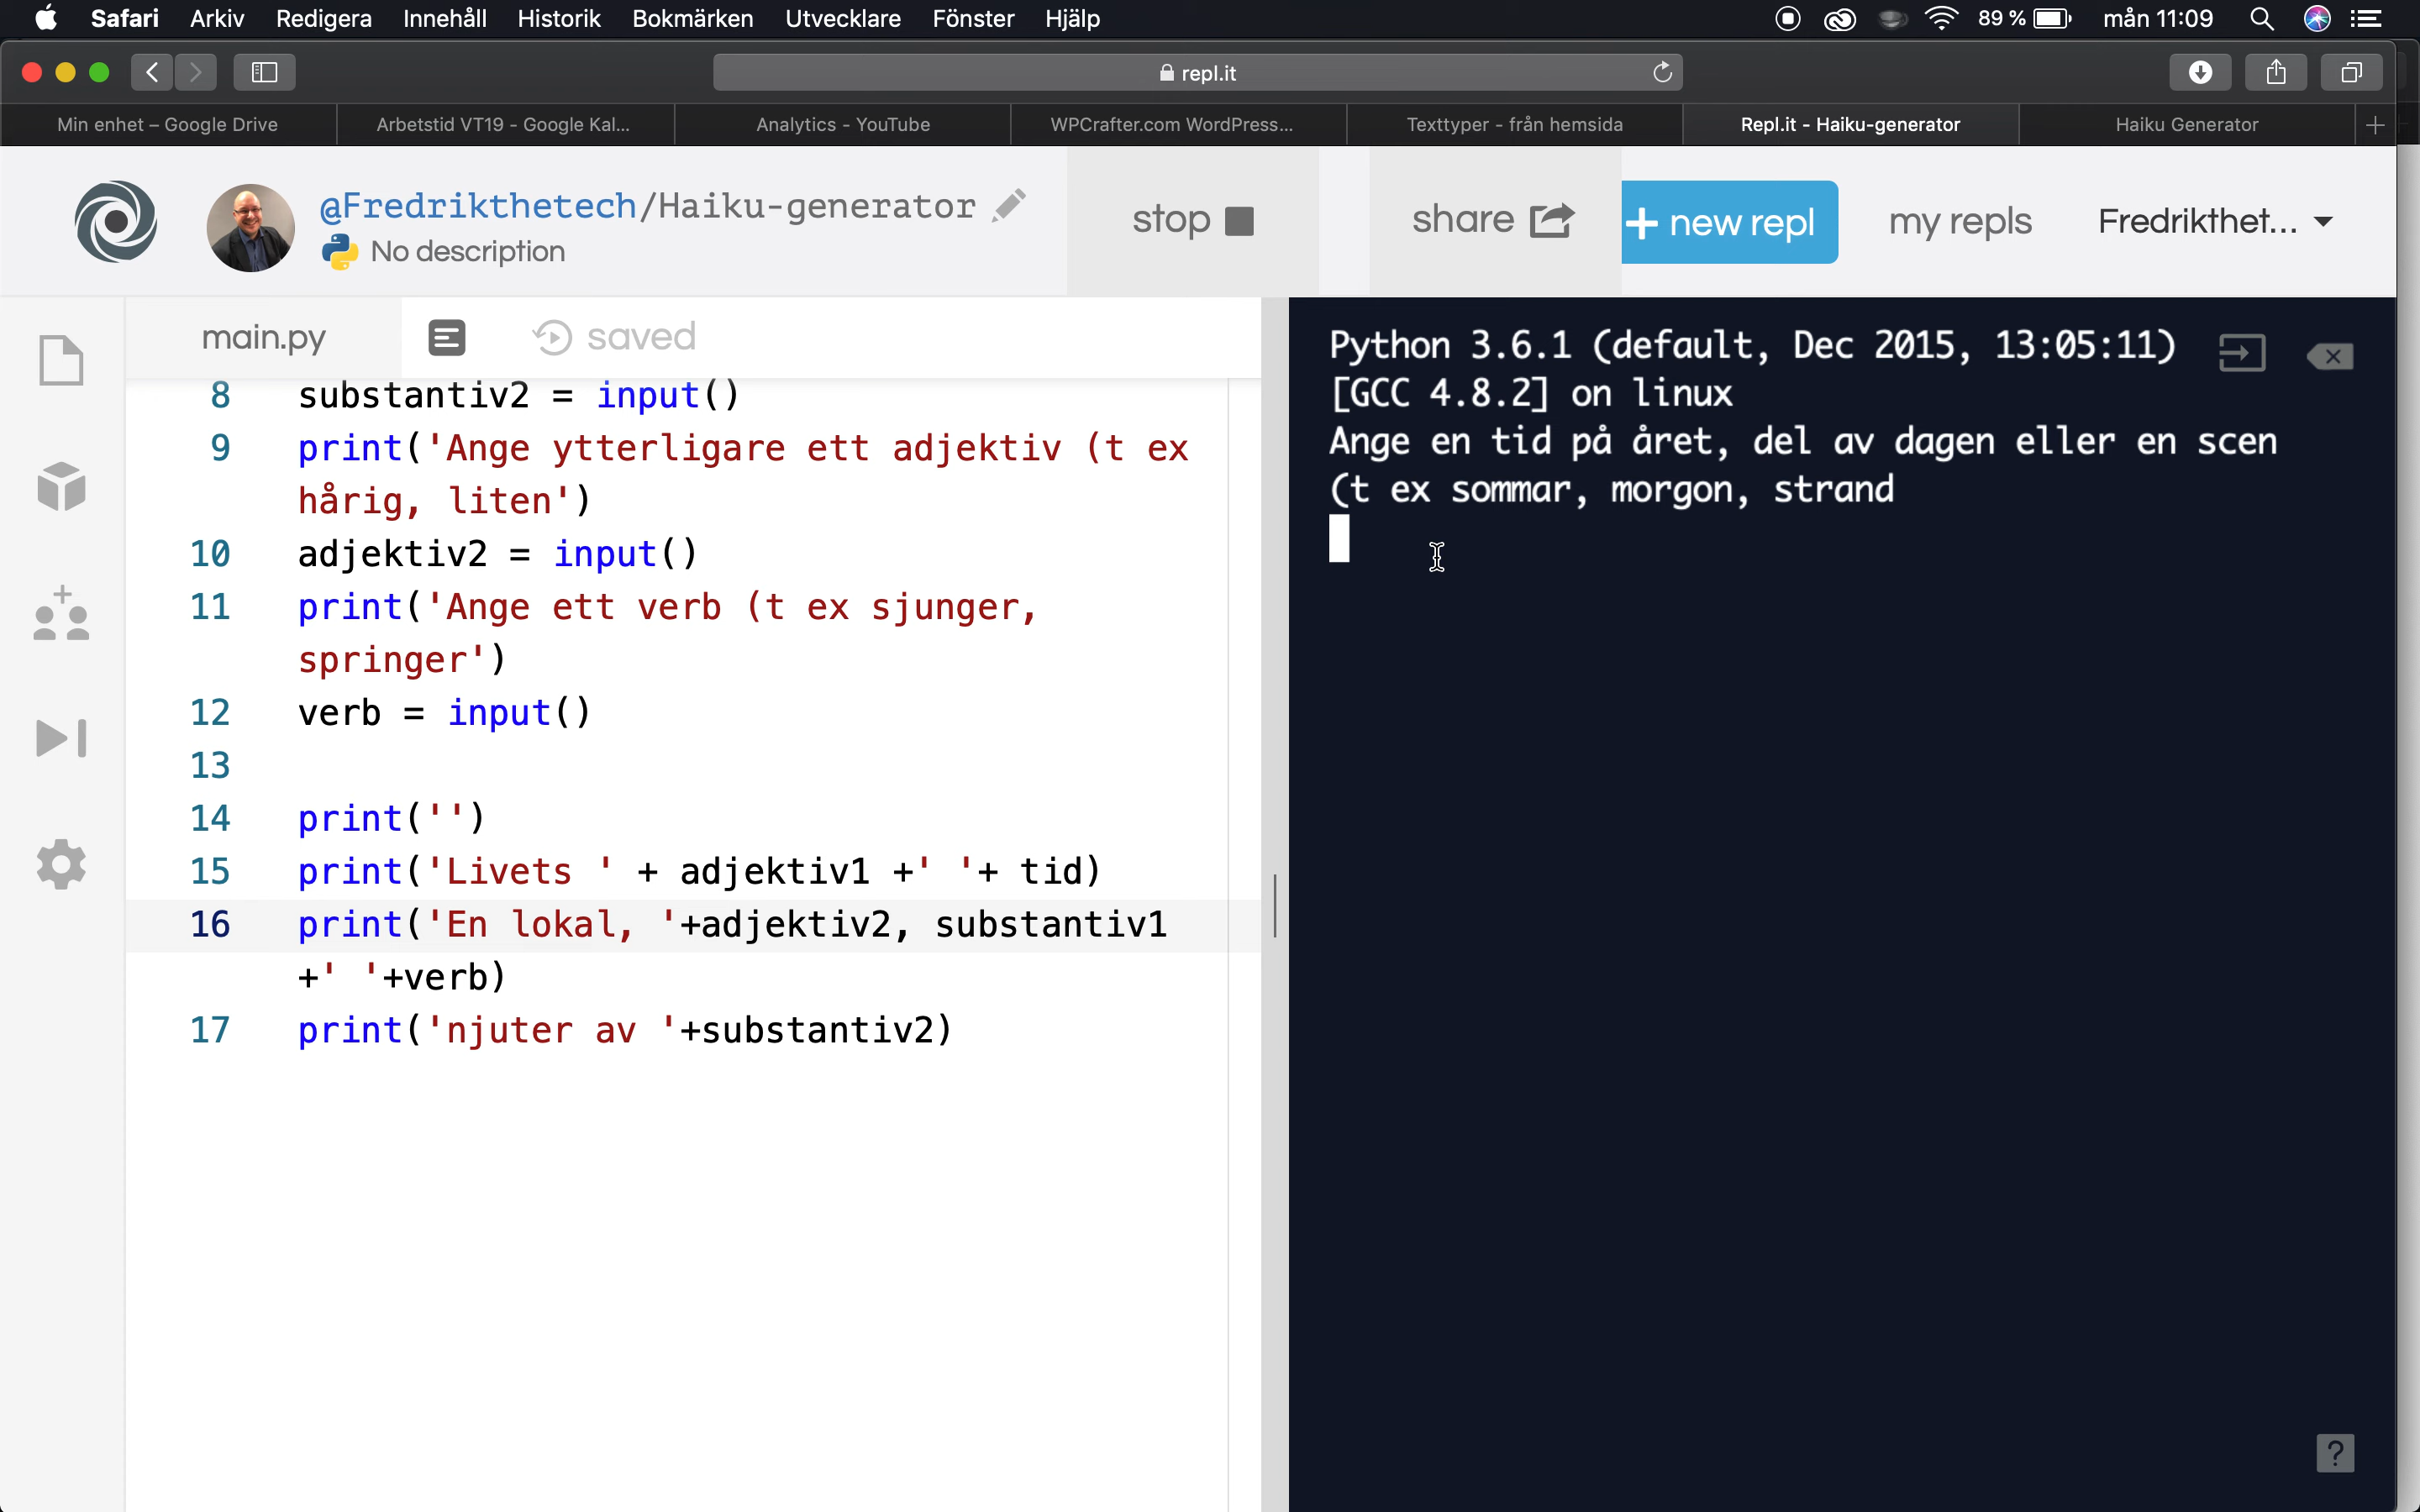 Safari Arkiv Redigera Innehåll Historik Bokmärken Utvecklare Fönster Hjälp 89 % mån 11:09
repl.it
Min enhet – Google Drive Arbetstid VT19 - Google Kal... Analytics - YouTube WPCrafter.com WordPress... Texttyper - från hemsida Repl.it - Haiku-generator Haiku Generator
@Fredrikthetech/Haiku-generator
No description
stop
share
+ new repl
my repls
Fredrikthet...
main.py
saved
8 substantiv2 = input()
9 print('Ange ytterligare ett adjektiv (t ex
hårig, liten')
10 adjektiv2 = input()
11 print('Ange ett verb (t ex sjunger,
springer')
12 verb = input()
13
14 print('')
15 print('Livets ' + adjektiv1 +' '+ tid)
16 print('En lokal, '+adjektiv2, substantiv1
+' '+verb)
17 print('njuter av '+substantiv2)
Python 3.6.1 (default, Dec 2015, 13:05:11)
[GCC 4.8.2] on linux
Ange en tid på året, del av dagen eller en scen
(t ex sommar, morgon, strand
?